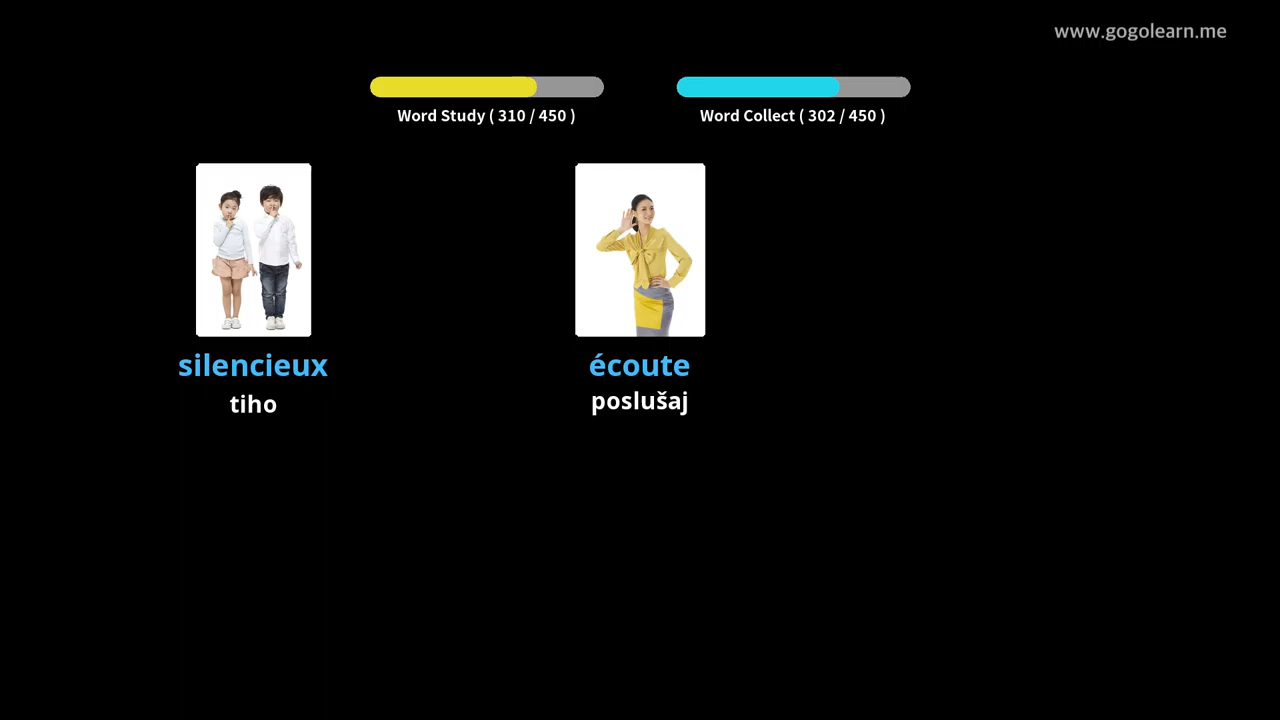 www.gogolearn.me
Word Study ( 310 / 450 )
Word Collect ( 302 / 450 )
silencieux
tiho
écoute
poslušaj